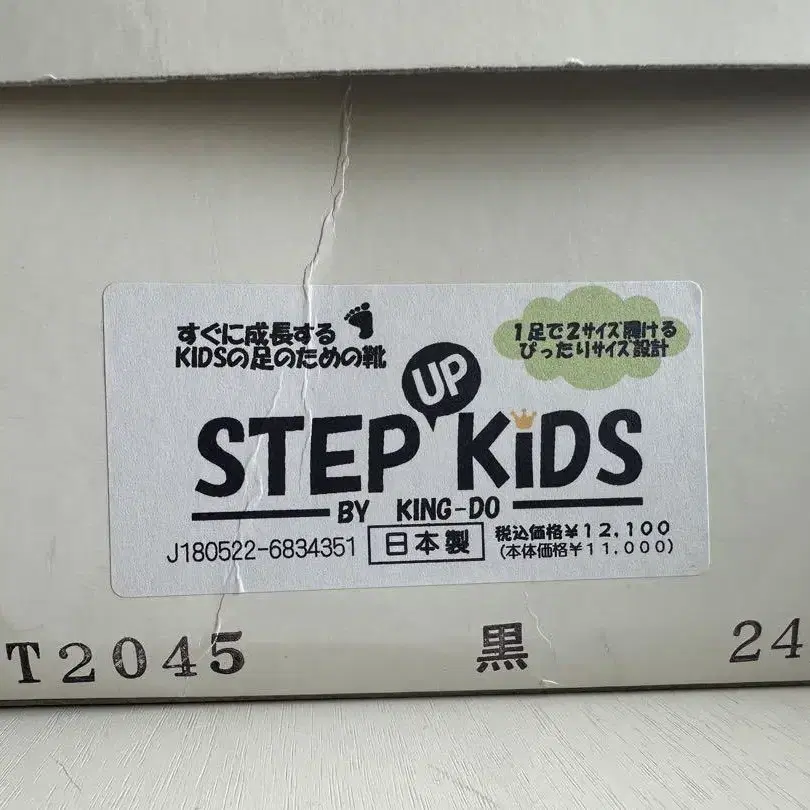 すぐに成長する
KIDSの足のための靴
1足で2サイズ履ける
ぴったりサイズ設計
UP
STEP KiDS
BY KING-DO
J180522-6834351 日本製 税込価格¥12,100
(本体価格¥11,000)
T2045 黒 24